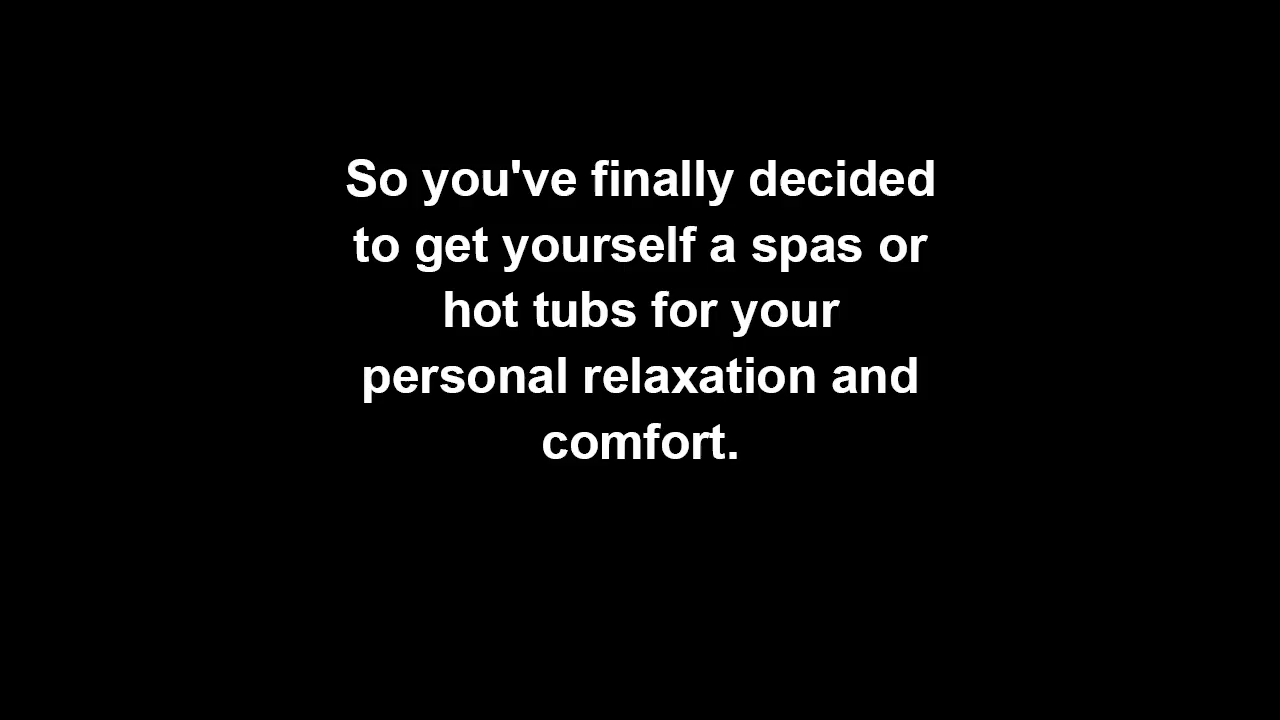 So you've finally decided
to get yourself a spas or
hot tubs for your
personal relaxation and
comfort.